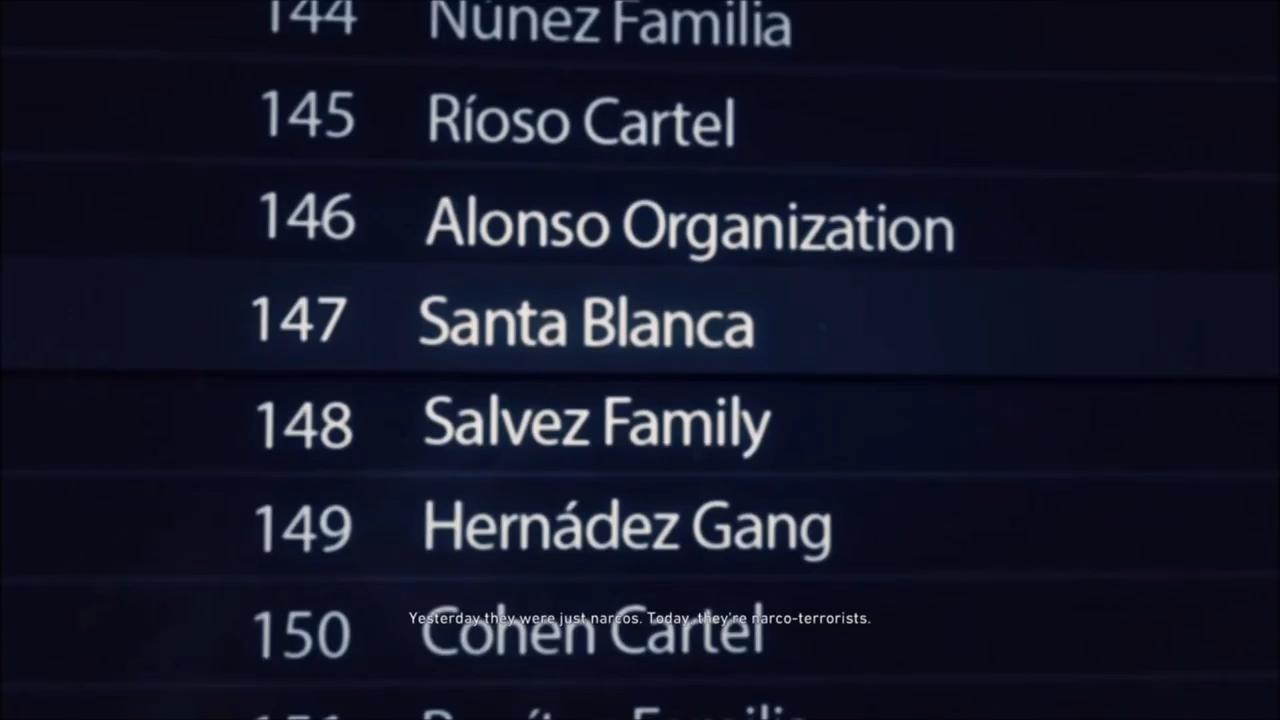 144 Núnez Familia
145 Ríoso Cartel
146 Alonso Organization
147 Santa Blanca
148 Salvez Family
149 Hernádez Gang
150 Cohen Cartel
Yesterday they were just narcos. Today, they're narco-terrorists.
Familia